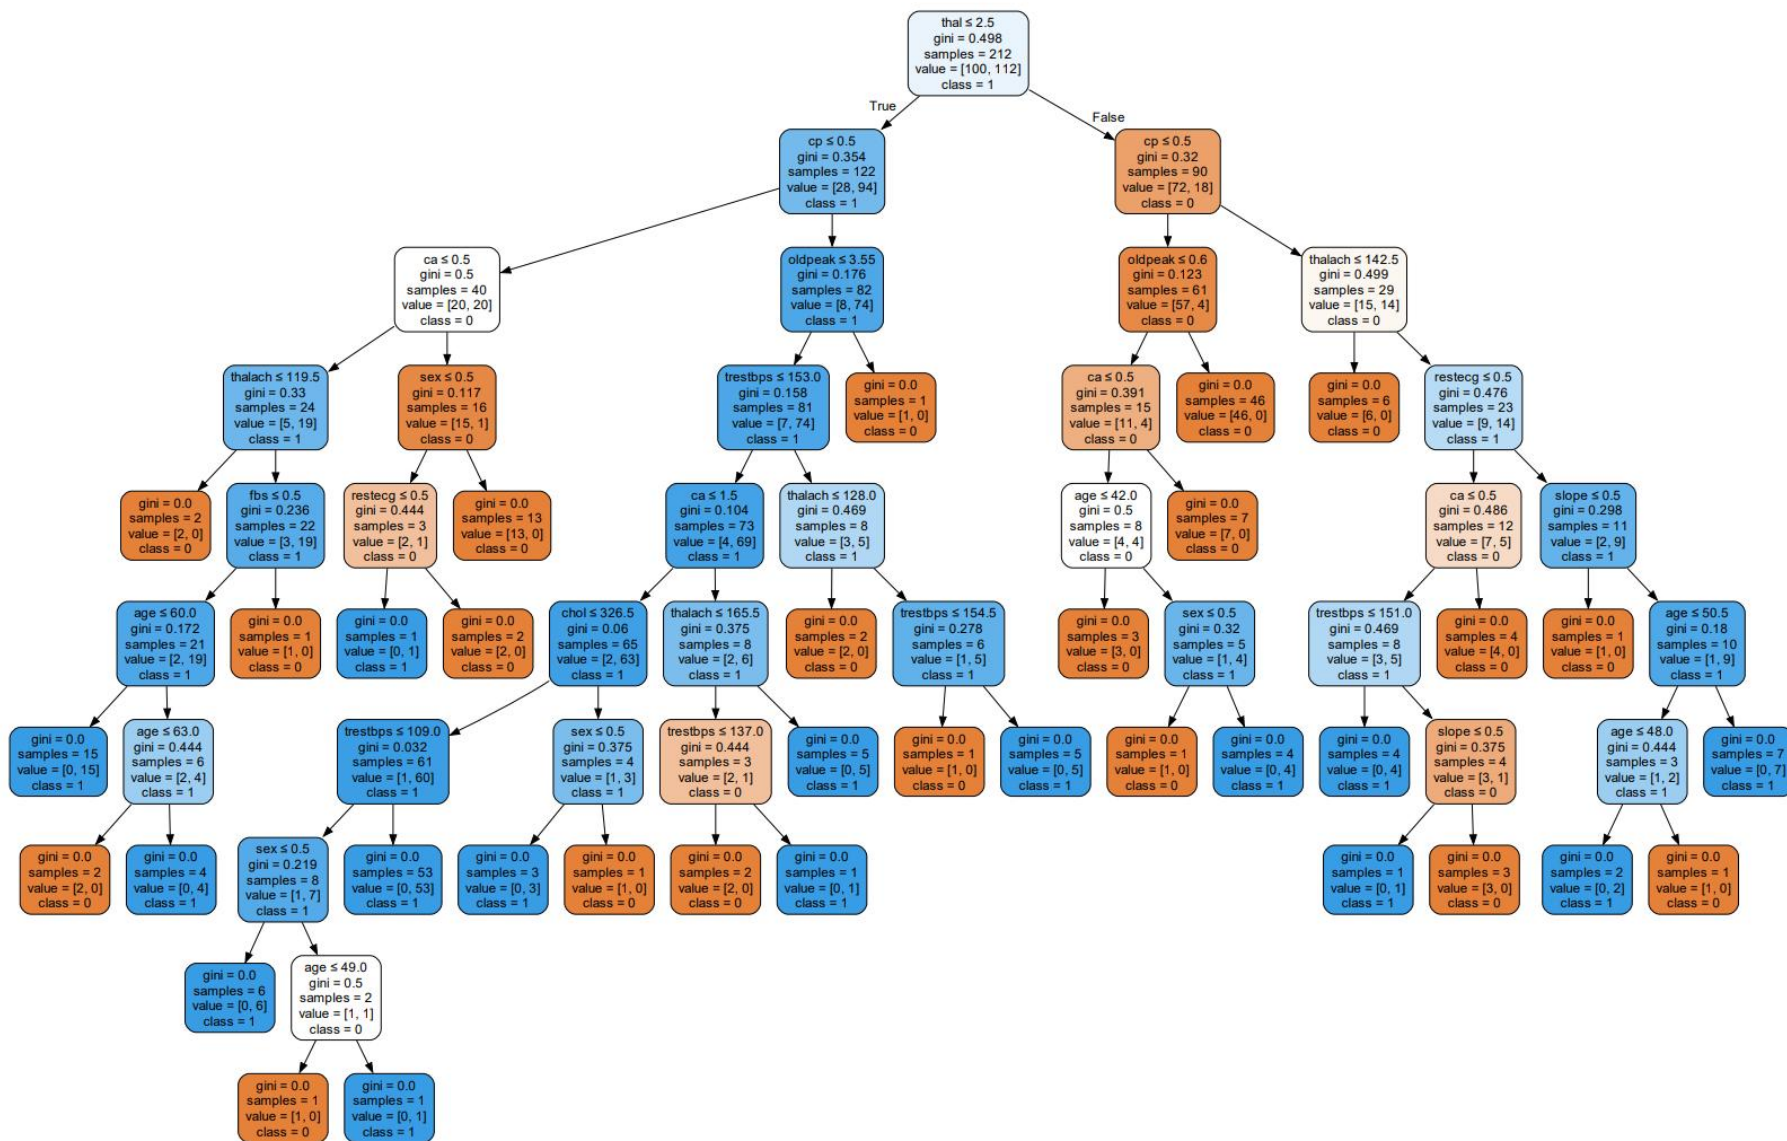 thal ≤ 2.5
gini = 0.498
samples = 212
value = [100, 112]
class = 1
True
False
cp ≤ 0.5
gini = 0.354
samples = 122
value = [28, 94]
class = 1
cp ≤ 0.5
gini = 0.32
samples = 90
value = [72, 18]
class = 0
ca ≤ 0.5
gini = 0.5
samples = 40
value = [20, 20]
class = 0
oldpeak ≤ 3.55
gini = 0.176
samples = 82
value = [8, 74]
class = 1
oldpeak ≤ 0.6
gini = 0.123
samples = 61
value = [57, 4]
class = 0
thalach ≤ 142.5
gini = 0.499
samples = 29
value = [15, 14]
class = 0
thalach ≤ 119.5
gini = 0.33
samples = 24
value = [5, 19]
class = 1
sex ≤ 0.5
gini = 0.117
samples = 16
value = [15, 1]
class = 0
trestbps ≤ 153.0
gini = 0.158
samples = 81
value = [7, 74]
class = 1
gini = 0.0
samples = 1
value = [1, 0]
class = 0
ca ≤ 0.5
gini = 0.391
samples = 15
value = [11, 4]
class = 0
gini = 0.0
samples = 46
value = [46, 0]
class = 0
gini = 0.0
samples = 6
value = [6, 0]
class = 0
restecg ≤ 0.5
gini = 0.476
samples = 23
value = [9, 14]
class = 1
gini = 0.0
samples = 2
value = [2, 0]
class = 0
fbs ≤ 0.5
gini = 0.236
samples = 22
value = [3, 19]
class = 1
restecg ≤ 0.5
gini = 0.444
samples = 3
value = [2, 1]
class = 0
gini = 0.0
samples = 13
value = [13, 0]
class = 0
ca ≤ 1.5
gini = 0.104
samples = 73
value = [4, 69]
class = 1
thalach ≤ 128.0
gini = 0.469
samples = 8
value = [3, 5]
class = 1
age ≤ 42.0
gini = 0.5
samples = 8
value = [4, 4]
class = 0
gini = 0.0
samples = 7
value = [7, 0]
class = 0
ca ≤ 0.5
gini = 0.486
samples = 12
value = [7, 5]
class = 0
slope ≤ 0.5
gini = 0.298
samples = 11
value = [2, 9]
class = 1
age ≤ 60.0
gini = 0.172
samples = 21
value = [2, 19]
class = 1
gini = 0.0
samples = 1
value = [1, 0]
class = 0
gini = 0.0
samples = 1
value = [0, 1]
class = 1
gini = 0.0
samples = 2
value = [2, 0]
class = 0
chol ≤ 326.5
gini = 0.06
samples = 65
value = [2, 63]
class = 1
thalach ≤ 165.5
gini = 0.375
samples = 8
value = [2, 6]
class = 1
gini = 0.0
samples = 2
value = [2, 0]
class = 0
trestbps ≤ 154.5
gini = 0.278
samples = 6
value = [1, 5]
class = 1
gini = 0.0
samples = 3
value = [3, 0]
class = 0
sex ≤ 0.5
gini = 0.32
samples = 5
value = [1, 4]
class = 1
trestbps ≤ 151.0
gini = 0.469
samples = 8
value = [3, 5]
class = 1
gini = 0.0
samples = 4
value = [4, 0]
class = 0
gini = 0.0
samples = 1
value = [1, 0]
class = 0
age ≤ 50.5
gini = 0.18
samples = 10
value = [1, 9]
class = 1
gini = 0.0
samples = 15
value = [0, 15]
class = 1
age ≤ 63.0
gini = 0.444
samples = 6
value = [2, 4]
class = 1
trestbps ≤ 109.0
gini = 0.032
samples = 61
value = [1, 60]
class = 1
sex ≤ 0.5
gini = 0.375
samples = 4
value = [1, 3]
class = 1
trestbps ≤ 137.0
gini = 0.444
samples = 3
value = [2, 1]
class = 0
gini = 0.0
samples = 5
value = [0, 5]
class = 1
gini = 0.0
samples = 1
value = [1, 0]
class = 0
gini = 0.0
samples = 5
value = [0, 5]
class = 1
gini = 0.0
samples = 1
value = [1, 0]
class = 0
gini = 0.0
samples = 4
value = [0, 4]
class = 1
gini = 0.0
samples = 4
value = [0, 4]
class = 1
slope ≤ 0.5
gini = 0.375
samples = 4
value = [3, 1]
class = 0
age ≤ 48.0
gini = 0.444
samples = 3
value = [1, 2]
class = 1
gini = 0.0
samples = 7
value = [0, 7]
class = 1
gini = 0.0
samples = 2
value = [2, 0]
class = 0
gini = 0.0
samples = 4
value = [0, 4]
class = 1
sex ≤ 0.5
gini = 0.219
samples = 8
value = [1, 7]
class = 1
gini = 0.0
samples = 53
value = [0, 53]
class = 1
gini = 0.0
samples = 3
value = [0, 3]
class = 1
gini = 0.0
samples = 1
value = [1, 0]
class = 0
gini = 0.0
samples = 2
value = [2, 0]
class = 0
gini = 0.0
samples = 1
value = [0, 1]
class = 1
gini = 0.0
samples = 1
value = [0, 1]
class = 1
gini = 0.0
samples = 3
value = [3, 0]
class = 0
gini = 0.0
samples = 2
value = [0, 2]
class = 1
gini = 0.0
samples = 1
value = [1, 0]
class = 0
gini = 0.0
samples = 6
value = [0, 6]
class = 1
age ≤ 49.0
gini = 0.5
samples = 2
value = [1, 1]
class = 0
gini = 0.0
samples = 1
value = [1, 0]
class = 0
gini = 0.0
samples = 1
value = [0, 1]
class = 1